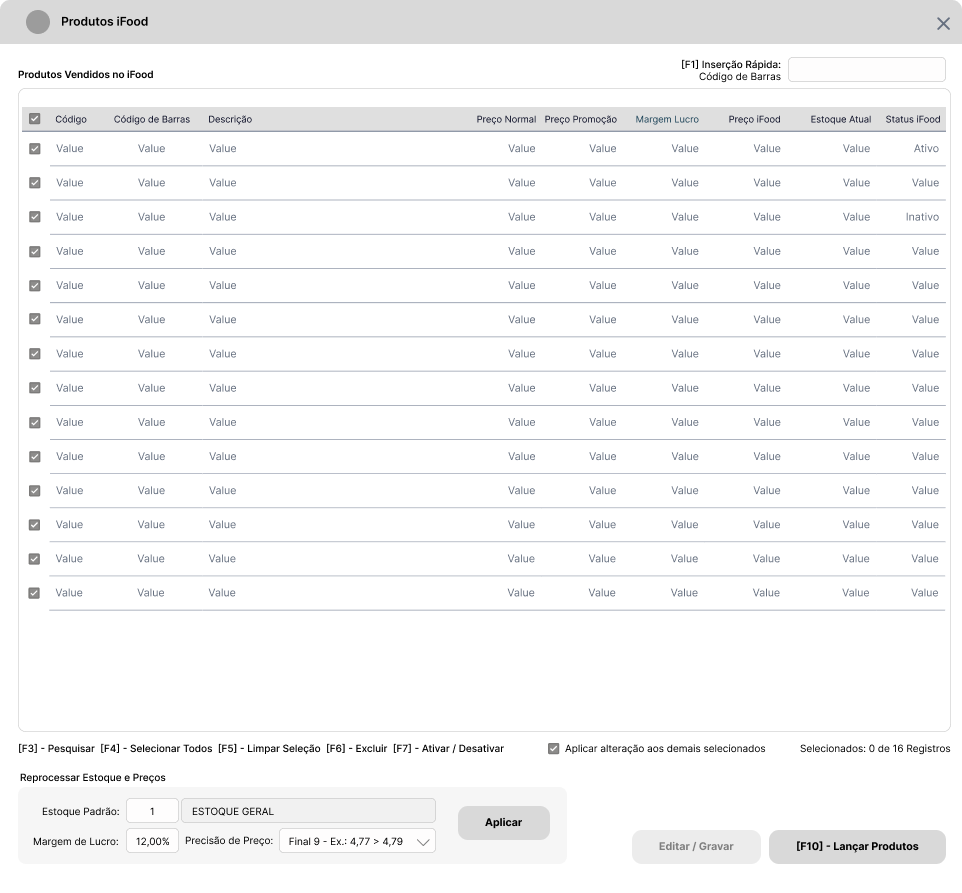 Produtos iFood
Produtos Vendidos no iFood
[F1] Inserção Rápida:
Código de Barras
Código Código de Barras Descrição Preço Normal Preço Promoção Margem Lucro Preço iFood Estoque Atual Status iFood
Value Value Value Value Value Value Value Value Ativo
Value Value Value Value Value Value Value Value Value
Value Value Value Value Value Value Value Value Inativo
Value Value Value Value Value Value Value Value Value
Value Value Value Value Value Value Value Value Value
Value Value Value Value Value Value Value Value Value
Value Value Value Value Value Value Value Value Value
Value Value Value Value Value Value Value Value Value
Value Value Value Value Value Value Value Value Value
Value Value Value Value Value Value Value Value Value
Value Value Value Value Value Value Value Value Value
Value Value Value Value Value Value Value Value Value
Value Value Value Value Value Value Value Value Value
Value Value Value Value Value Value Value Value Value
[F3] - Pesquisar [F4] - Selecionar Todos [F5] - Limpar Seleção [F6] - Excluir [F7] - Ativar / Desativar Aplicar alteração aos demais selecionados Selecionados: 0 de 16 Registros
Reprocessar Estoque e Preços
Estoque Padrão: 1 ESTOQUE GERAL
Margem de Lucro: 12,00% Precisão de Preço: Final 9 - Ex.: 4,77 > 4,79
Aplicar
Editar / Gravar
[F10] - Lançar Produtos